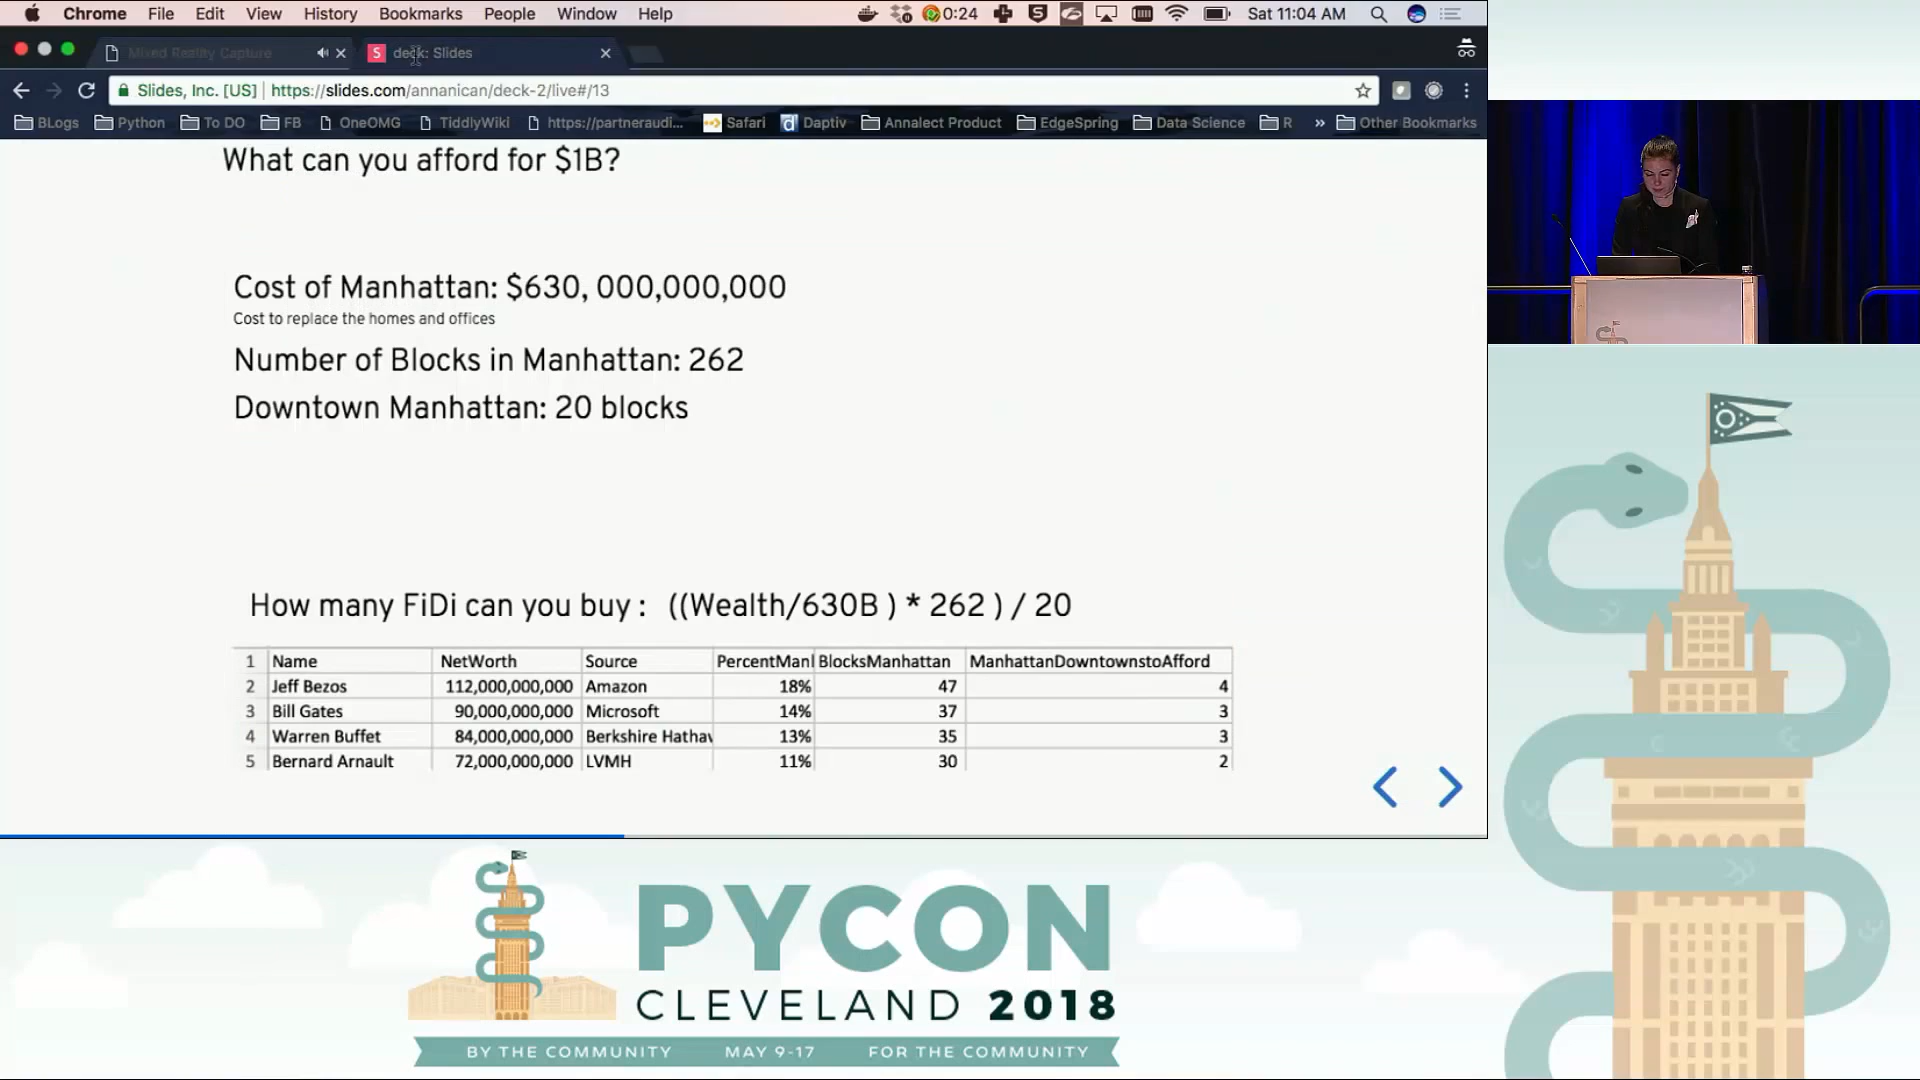 Chrome File Edit View History Bookmarks People Window Help 0:24 Sat 11:04 AM
Mixed Reality Capture deck: Slides
Slides, Inc. [US] https://slides.com/annanican/deck-2/live#/13
BLogs Python To DO FB OneOMG TiddlyWiki https://partneraudi... Safari Daptiv Annalect Product EdgeSpring Data Science R » Other Bookmarks
What can you afford for $1B?
Cost of Manhattan: $630, 000,000,000
Cost to replace the homes and offices
Number of Blocks in Manhattan: 262
Downtown Manhattan: 20 blocks
How many FiDi can you buy : ((Wealth/630B ) * 262 ) / 20
1 Name NetWorth Source PercentManl BlocksManhattan ManhattanDowntownstoAfford
2 Jeff Bezos 112,000,000,000 Amazon 18% 47 4
3 Bill Gates 90,000,000,000 Microsoft 14% 37 3
4 Warren Buffet 84,000,000,000 Berkshire Hathav 13% 35 3
5 Bernard Arnault 72,000,000,000 LVMH 11% 30 2
PYCON
CLEVELAND 2018
BY THE COMMUNITY MAY 9-17 FOR THE COMMUNITY